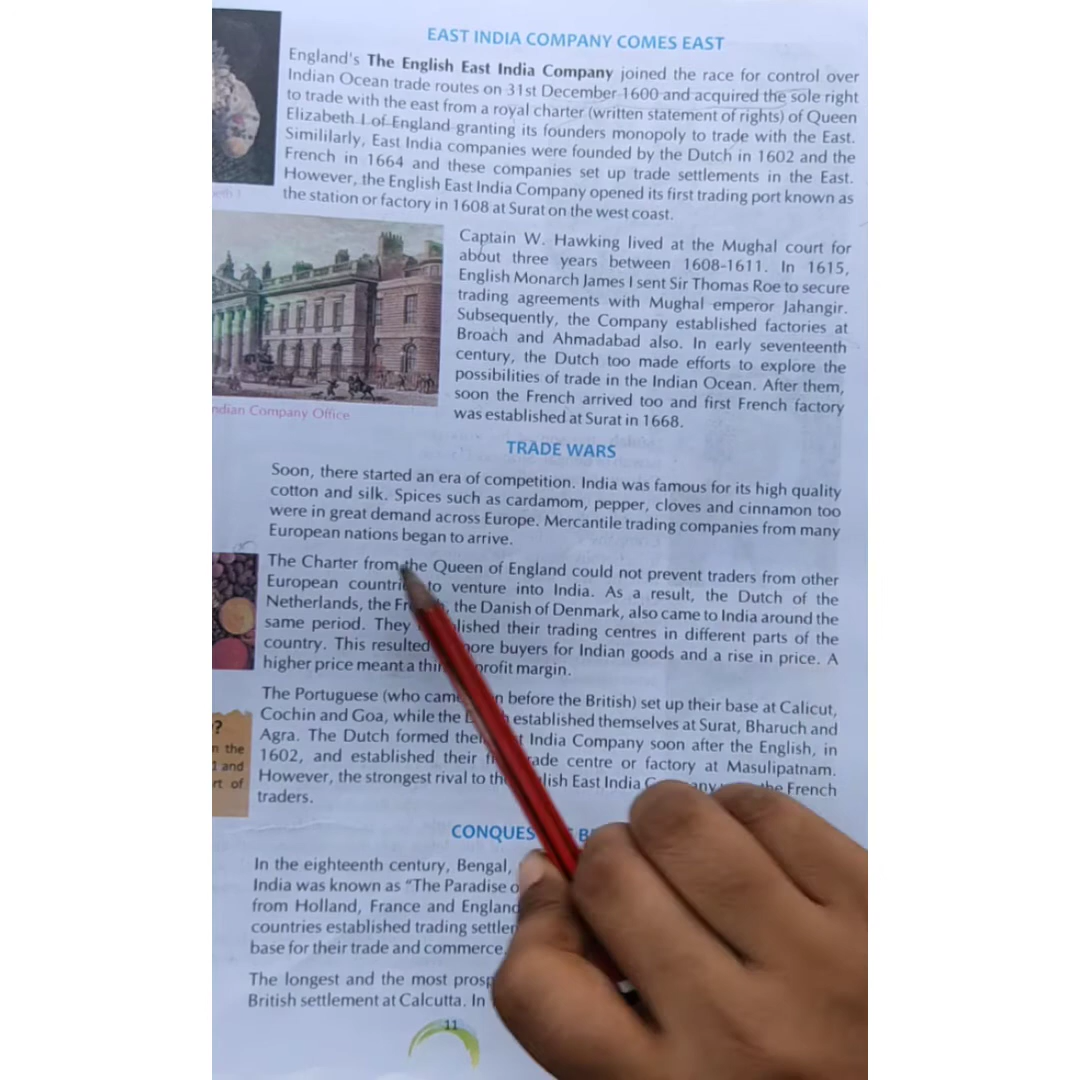 EAST INDIA COMPANY COMES EAST
England's The English East India Company joined the race for control over
Indian Ocean trade routes on 31st December 1600 and acquired the sole right
to trade with the east from a royal charter (written statement of rights) of Queen
Elizabeth I of England granting its founders monopoly to trade with the East.
Simililarly, East India companies were founded by the Dutch in 1602 and the
French in 1664 and these companies set up trade settlements in the East.
However, the English East India Company opened its first trading port known as
the station or factory in 1608 at Surat on the west coast.
Captain W. Hawking lived at the Mughal court for
about three years between 1608-1611. In 1615,
English Monarch James I sent Sir Thomas Roe to secure
trading agreements with Mughal emperor Jahangir.
Subsequently, the Company established factories at
Broach and Ahmadabad also. In early seventeenth
century, the Dutch too made efforts to explore the
possibilities of trade in the Indian Ocean. After them,
soon the French arrived too and first French factory
was established at Surat in 1668.
ndian Company Office
TRADE WARS
Soon, there started an era of competition. India was famous for its high quality
cotton and silk. Spices such as cardamom, pepper, cloves and cinnamon too
were in great demand across Europe. Mercantile trading companies from many
European nations began to arrive.
The Charter from the Queen of England could not prevent traders from other
European countri to venture into India. As a result, the Dutch of the
Netherlands, the Fr , the Danish of Denmark, also came to India around the
same period. They lished their trading centres in different parts of the
country. This resulted ore buyers for Indian goods and a rise in price. A
higher price meant a thi profit margin.
The Portuguese (who cam n before the British) set up their base at Calicut,
Cochin and Goa, while the established themselves at Surat, Bharuch and
Agra. The Dutch formed the t India Company soon after the English, in
1602, and established their ade centre or factory at Masulipatnam.
However, the strongest rival to th lish East India C any the French
traders.
?
n the
1 and
rt of
CONQUES
In the eighteenth century, Bengal,
India was known as "The Paradise o
from Holland, France and England
countries established trading settler
base for their trade and commerce.
The longest and the most prosp
British settlement at Calcutta. In
11